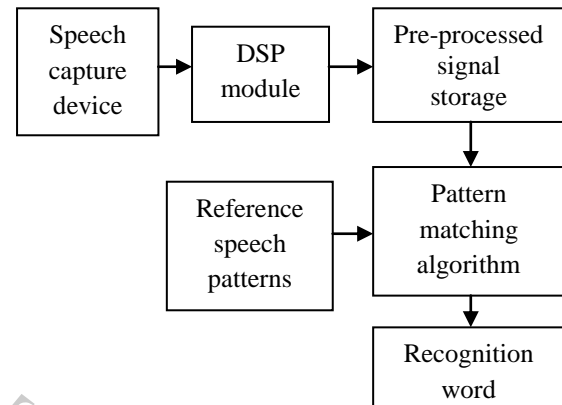 Speech
capture
device
DSP
module
Pre-processed
signal
storage
Reference
speech
patterns
Pattern
matching
algorithm
Recognition
word